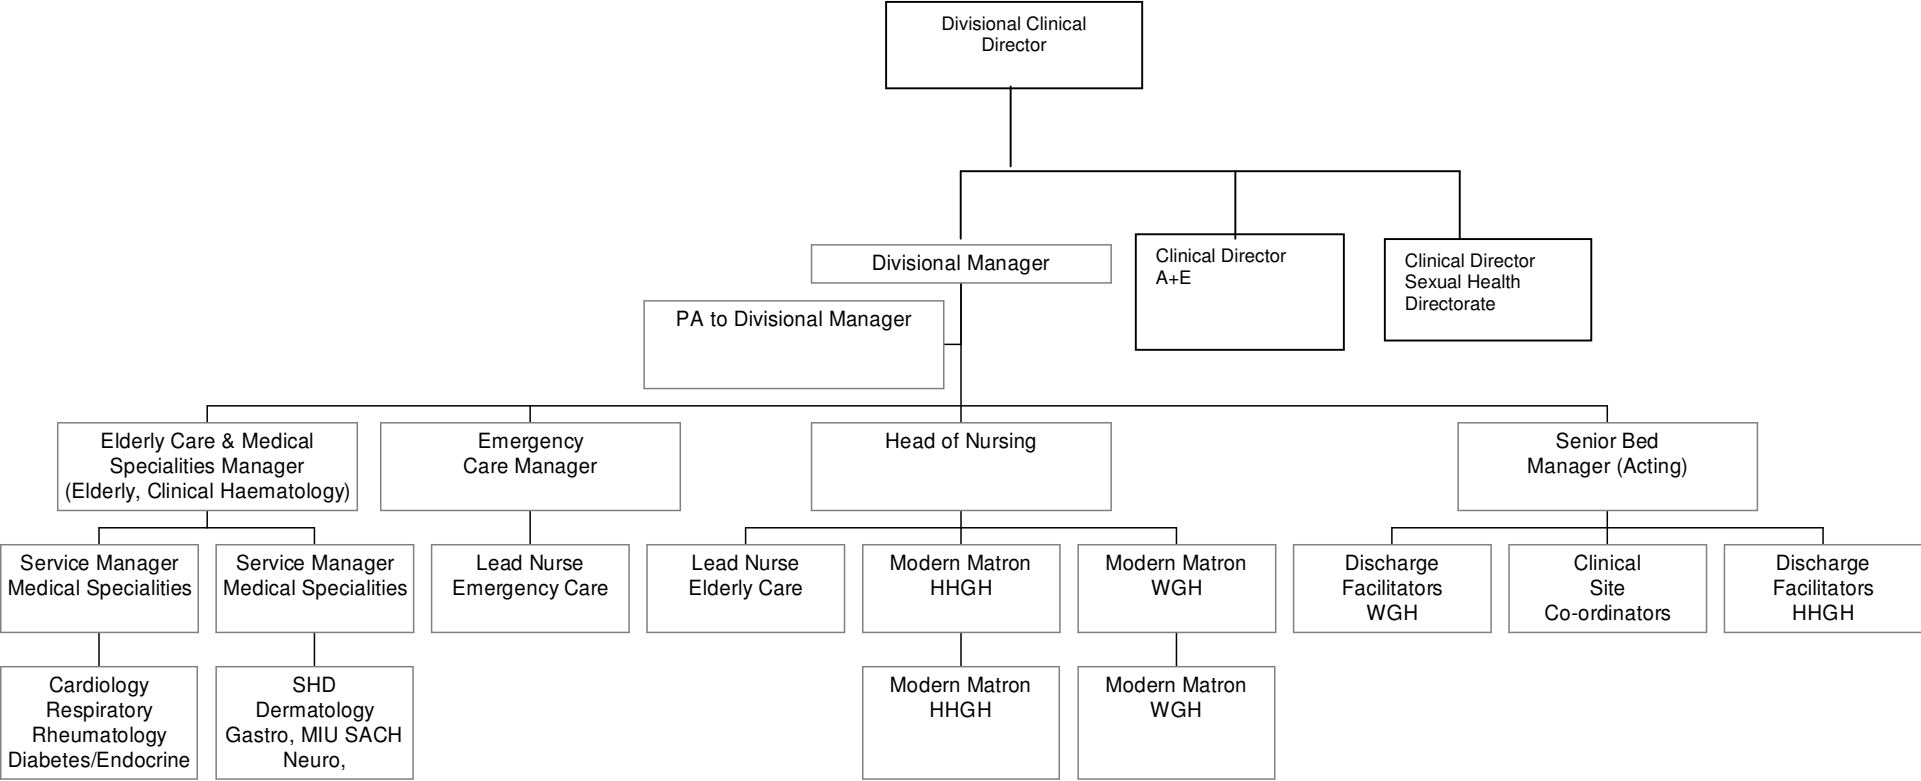 Divisional Clinical
Director
Divisional Manager
Clinical Director
A+E
Clinical Director
Sexual Health
Directorate
PA to Divisional Manager
Elderly Care & Medical
Specialities Manager
(Elderly, Clinical Haematology)
Emergency
Care Manager
Head of Nursing
Senior Bed
Manager (Acting)
Service Manager
Medical Specialities
Service Manager
Medical Specialities
Lead Nurse
Emergency Care
Lead Nurse
Elderly Care
Modern Matron
HHGH
Modern Matron
WGH
Discharge
Facilitators
WGH
Clinical
Site
Co-ordinators
Discharge
Facilitators
HHGH
Cardiology
Respiratory
Rheumatology
Diabetes/Endocrine
SHD
Dermatology
Gastro, MIU SACH
Neuro,
Modern Matron
HHGH
Modern Matron
WGH